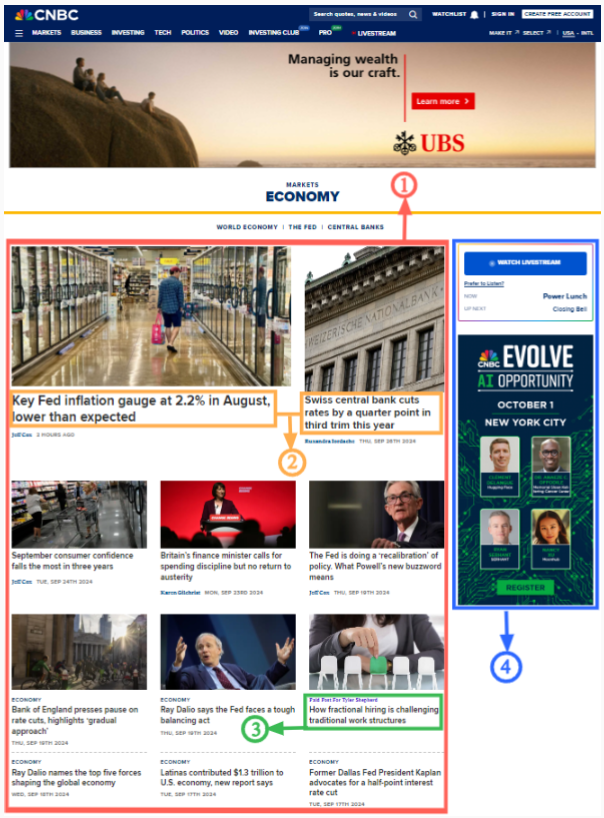 CNBC
Search quotes, news & videos
WATCHLIST
SIGN IN
CREATE FREE ACCOUNT
MARKETS BUSINESS INVESTING TECH POLITICS VIDEO INVESTING CLUB PRO LIVESTREAM
MAKE IT SELECT USA INTL
Managing wealth
is our craft.
Learn more
UBS
MARKETS
ECONOMY
1
WORLD ECONOMY | THE FED | CENTRAL BANKS
WATCH LIVESTREAM
Prefer to Listen?
NOW Power Lunch
UP NEXT Closing Bell
WEIZERISCHE NATIONALBANK
CNBC EVOLVE
AI OPPORTUNITY
OCTOBER 1
NEW YORK CITY
REGISTER
4
Key Fed inflation gauge at 2.2% in August,
lower than expected
Jeff Cox 2 HOURS AGO
Swiss central bank cuts
rates by a quarter point in
third trim this year
THU, SEP 26TH 2024
2
September consumer confidence
falls the most in three years
Jeff Cox TUE, SEP 24TH 2024
Britain's finance minister calls for
spending discipline but no return to
austerity
Karen Gilchrist MON, SEP 23RD 2024
The Fed is doing a 'recalibration' of
policy. What Powell's new buzzword
means
Jeff Cox THU, SEP 19TH 2024
ECONOMY
Bank of England presses pause on
rate cuts, highlights 'gradual
approach'
THU, SEP 19TH 2024
ECONOMY
Ray Dalio says the Fed faces a tough
balancing act
THU, SEP 19TH 2024
3
Paid Post For Tyler Shepherd
How fractional hiring is challenging
traditional work structures
ECONOMY
Ray Dalio names the top five forces
shaping the global economy
WED, SEP 18TH 2024
ECONOMY
Latinas contributed $1.3 trillion to
U.S. economy, new report says
TUE, SEP 17TH 2024
ECONOMY
Former Dallas Fed President Kaplan
advocates for a half-point interest
rate cut
TUE, SEP 17TH 2024